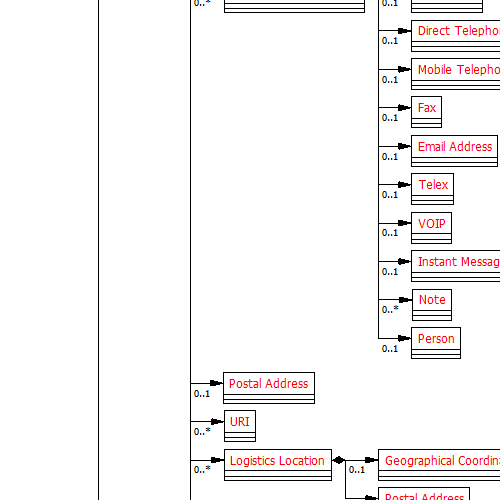 0..*
0..1
Direct Telepho
0..1
Mobile Telepho
0..1
Fax
0..1
Email Address
0..1
Telex
0..1
VOIP
0..1
Instant Messag
0..1
Note
0..*
Person
0..1
Postal Address
0..1
URI
0..*
Logistics Location
0..*
0..1
Geographical Coordina
Postal Address